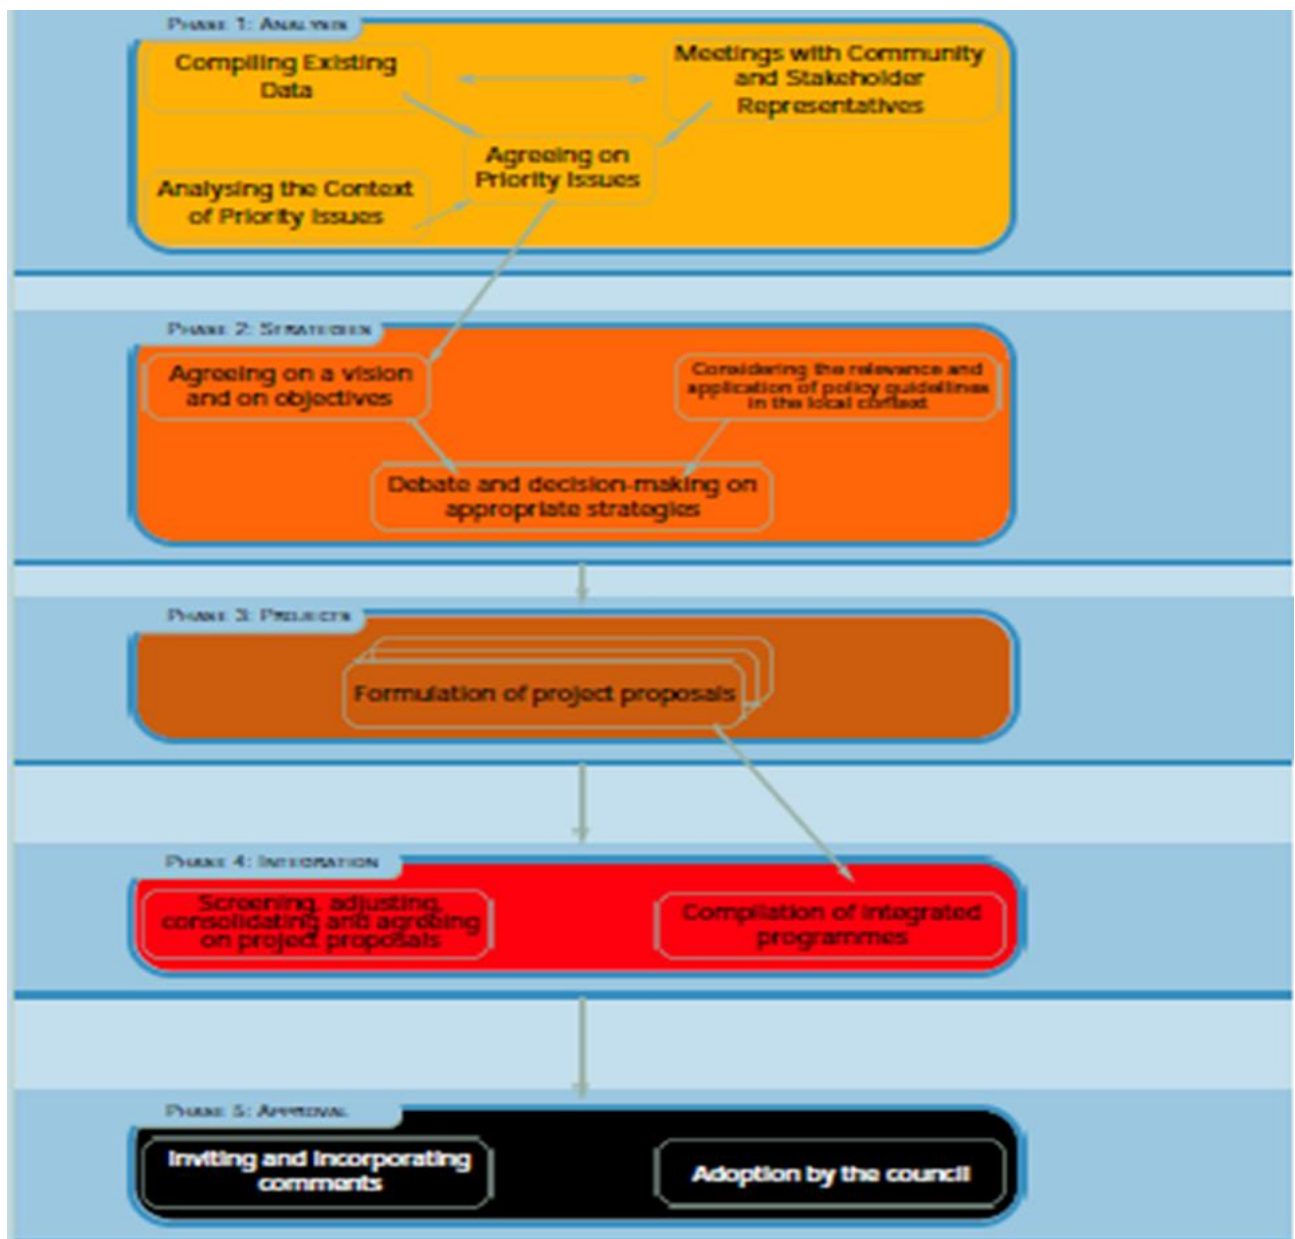 PHASE 1: ANALYSIS
Compiling Existing
Data
Meetings with Community
and Stakeholder
Representatives
Agreeing on
Priority Issues
Analysing the Context
of Priority Issues
PHASE 2: STRATEGIES
Agreeing on a vision
and on objectives
Considering the relevance and
application of policy guidelines
in the local context
Debate and decision-making on
appropriate strategies
PHASE 3: PROJECTS
Formulation of project proposals
PHASE 4: INTEGRATION
Screening, adjusting,
consolidating and agreeing
on project proposals
Compilation of integrated
programmes
PHASE 5: APPROVAL
Inviting and incorporating
comments
Adoption by the council